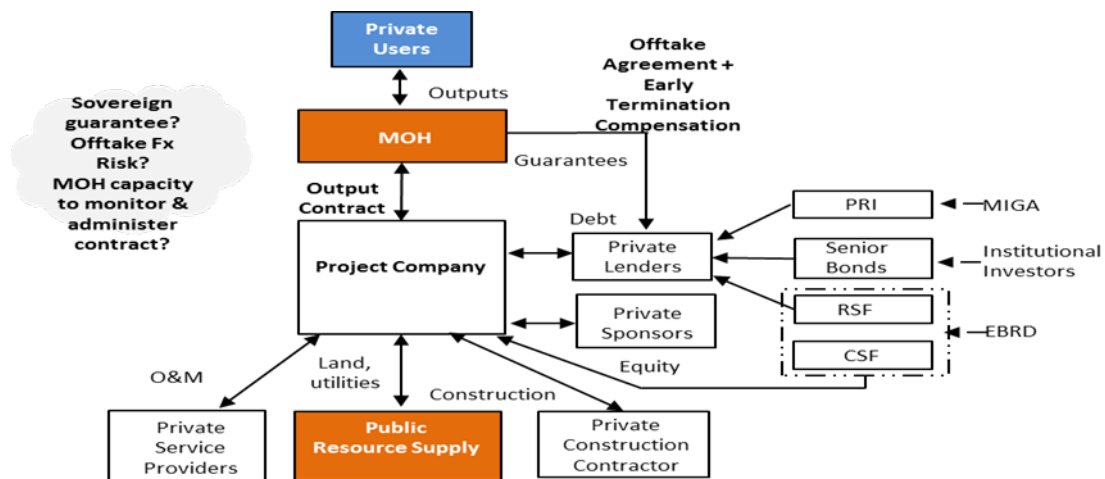 Private
Users
Outputs
Offtake
Agreement +
Early
Termination
Compensation
Sovereign
guarantee?
Offtake Fx
Risk?
MOH capacity
to monitor &
administer
contract?
MOH
Guarantees
Output
Contract
Debt
Project Company
Private
Lenders
PRI
MIGA
Senior
Bonds
Institutional
Investors
RSF
EBRD
CSF
Private
Sponsors
Equity
O&M
Land,
utilities
Construction
Private
Service
Providers
Public
Resource Supply
Private
Construction
Contractor